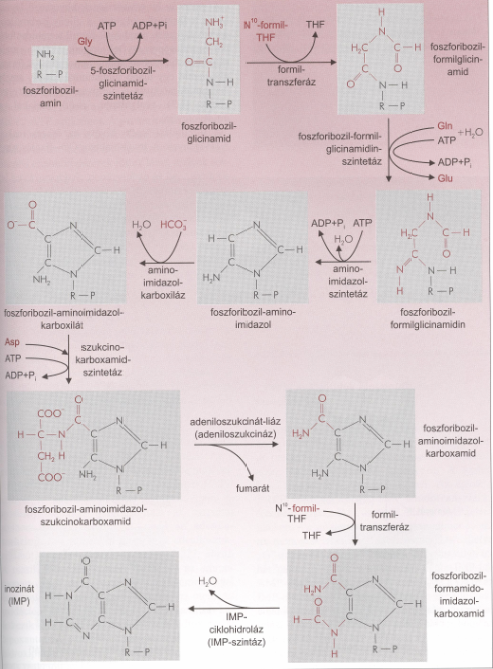 ATP
ADP+Pi
Gly
5-foszforibozil-
glicinamid-
szintetáz
NH₂
R — P
foszforibozil-
amin
NH₃⁺
CH₂
C
O
N — H
R — P
foszforibozil-
glicinamid
N¹⁰-formil-
THF
THF
formil-
transzferáz
H
N
H₂C
C — H
C
O
O
N — H
R — P
foszforibozil-
formilglicin-
amid
foszforibozil-formil-
glicinamidin-
szintetáz
Gln
ATP
+H₂O
ADP+Pᵢ
Glu
H
N
H₂C
C — H
C
O
N
N — H
H
R — P
foszforibozil-
formilglicinamidin
ADP+Pᵢ
ATP
H₂O
amino-
imidazol-
szintetáz
H — C
N
C — H
C
H₂N
N
R — P
foszforibozil-amino-
imidazol
H₂O
HCO₃⁻
amino-
imidazol-
karboxiláz
O
O⁻
C
C
N
C — H
C
NH₂
N
R — P
foszforibozil-aminoimidazol-
karboxilát
Asp
ATP
ADP+Pᵢ
szukcino-
karboxamid-
szintetáz
O
COO⁻
C
H — C — N
C
N
C — H
CH₂
H
C
COO⁻
NH₂
N
R — P
foszforibozil-aminoimidazol-
szukcinokarboxamid
adeniloszukcinát-liáz
(adeniloszukcináz)
fumarát
O
C
H₂N
C
N
C — H
C
H₂N
N
R — P
foszforibozil-
aminoimidazol-
karboxamid
N¹⁰-formil-
THF
THF
formil-
transzferáz
O
C
H₂N
C
N
O
C — H
H
C
C
N
N
H
R — P
foszforibozil-
formamido-
imidazol-
karboxamid
H₂O
IMP-
ciklohidroláz
(IMP-szintáz)
O
C
H — N
C
N
C — H
H — C
C
N
N
R — P
inozinát
(IMP)